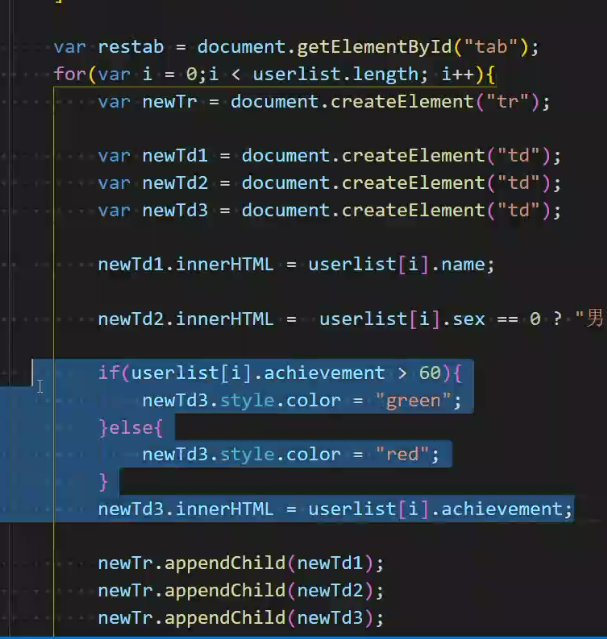 var restab = document.getElementById("tab");
for(var i = 0;i < userlist.length; i++){
var newTr = document.createElement("tr");
var newTd1 = document.createElement("td");
var newTd2 = document.createElement("td");
var newTd3 = document.createElement("td");
newTd1.innerHTML = userlist[i].name;
newTd2.innerHTML =  userlist[i].sex == 0 ? "男
if(userlist[i].achievement > 60){
newTd3.style.color = "green";
}else{
newTd3.style.color = "red";
}
newTd3.innerHTML = userlist[i].achievement;
newTr.appendChild(newTd1);
newTr.appendChild(newTd2);
newTr.appendChild(newTd3);